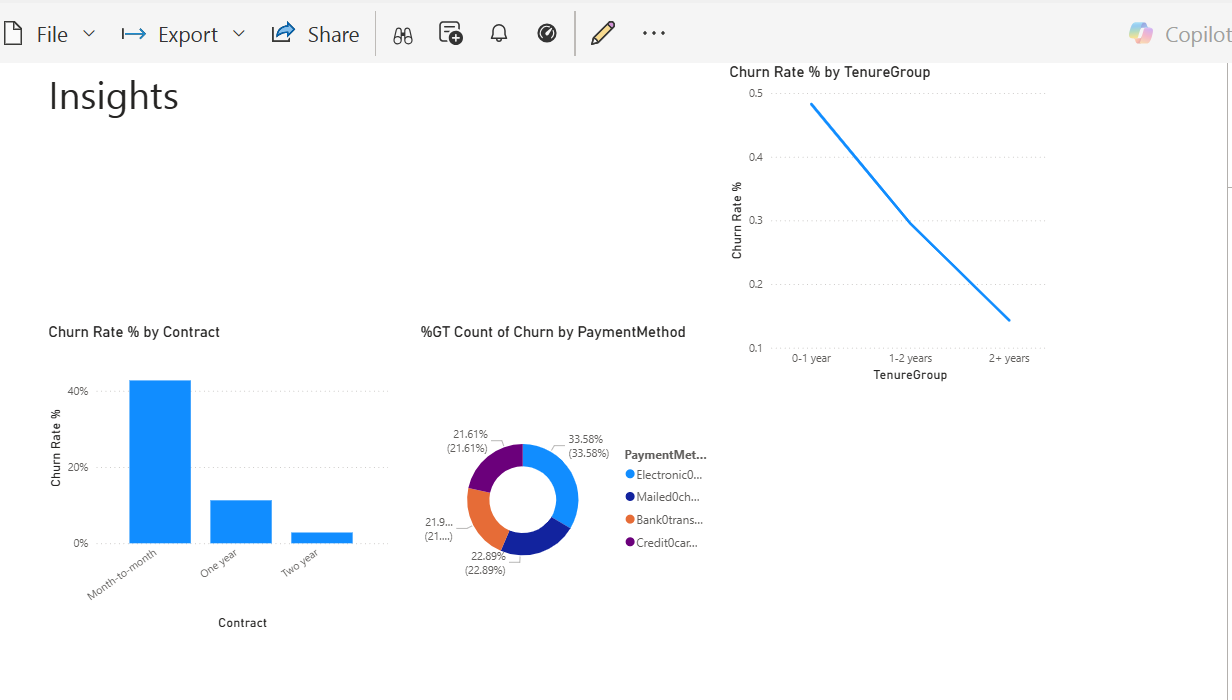 File Export Share Copilot
Insights
Churn Rate % by TenureGroup
0.5
0.4
0.3
0.2
0.1
Churn Rate %
0-1 year 1-2 years 2+ years
TenureGroup
Churn Rate % by Contract
40%
20%
0%
Churn Rate %
Month-to-month One year Two year
Contract
%GT Count of Churn by PaymentMethod
21.61%
(21.61%)
33.58%
(33.58%)
21.9...
(21....)
22.89%
(22.89%)
PaymentMet...
Electronic0...
Mailed0ch...
Bank0trans...
Credit0car...